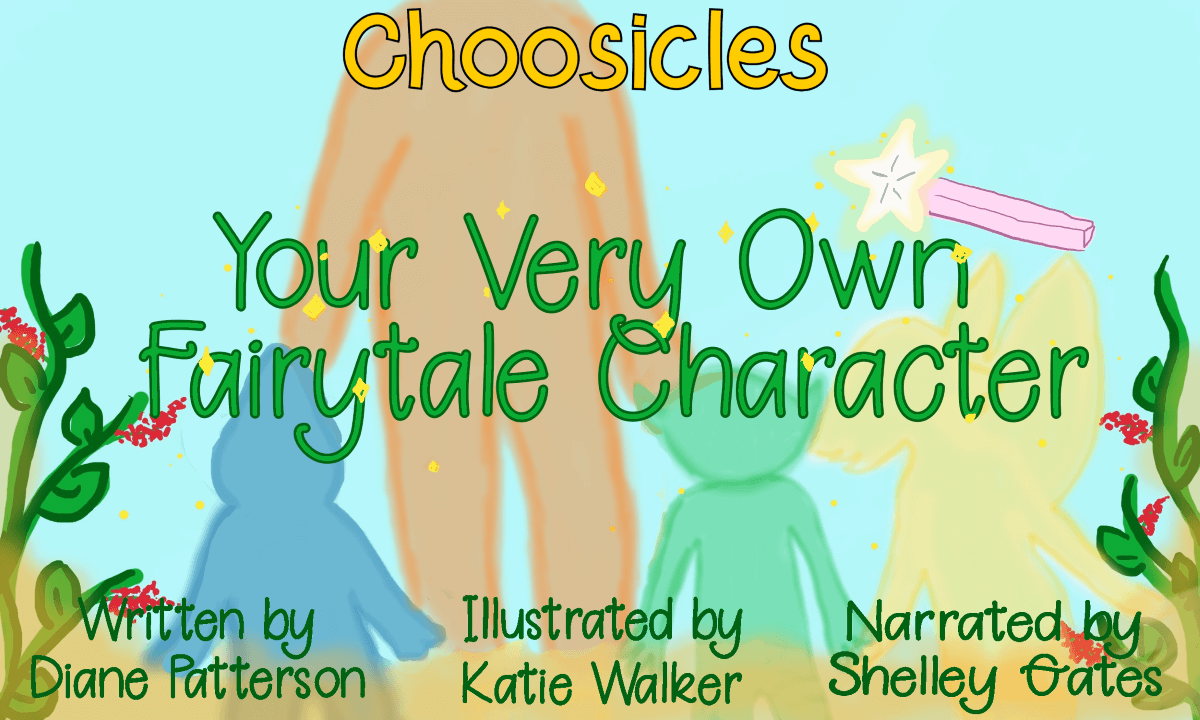 Choosicles
Your Very Own
Fairytale Character
Written by
Diane Patterson
Illustrated by
Katie Walker
Narrated by
Shelley Oates